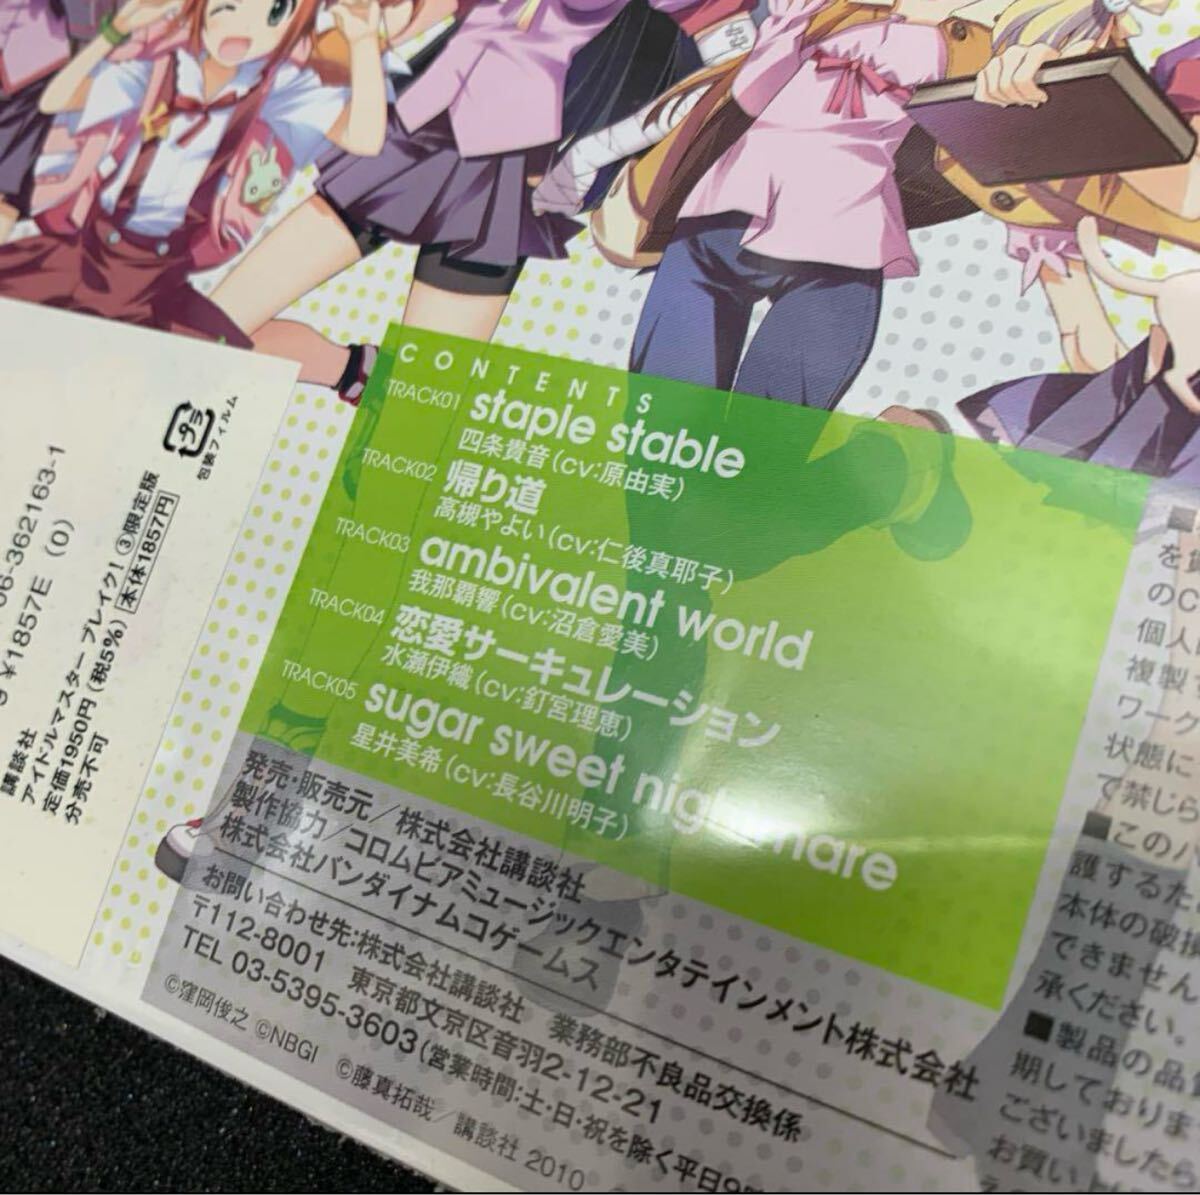 CONTENTS
TRACK01
staple stable
四条貴音(cv:原由実)
TRACK02
帰り道
高槻やよい(cv:仁後真耶子)
TRACK03
ambivalent world
我那覇響(cv:沼倉愛美)
TRACK04
恋愛サーキュレーション
水瀬伊織(cv:釘宮理恵)
TRACK05
sugar sweet nightmare
星井美希(cv:長谷川明子)
発売・販売元/株式会社講談社
製作協力/コロムビアミュージックエンタテインメント株式会社
株式会社バンダイナムコゲームス
お問い合わせ先:株式会社講談社 業務部不良品交換係
〒112-8001 東京都文京区音羽2-12-21
TEL 03-5395-3603(営業時間:土・日・祝を除く平日9時
©窪岡俊之 ©NBGI ©藤真拓哉/講談社 2010
06-362163-1
¥1857E (0)
講談社
アイドルマスター ブレイク! ③限定版
定価1950円(税5%) 本体1857円
分売不可
プラ
包装フィルム
■
を
のC
個人
複製
ワーク
状態に
で禁じら
■このパ
護するた
本体の破損
できません
承ください。
■製品の品
期しており
ございましたら
お買い